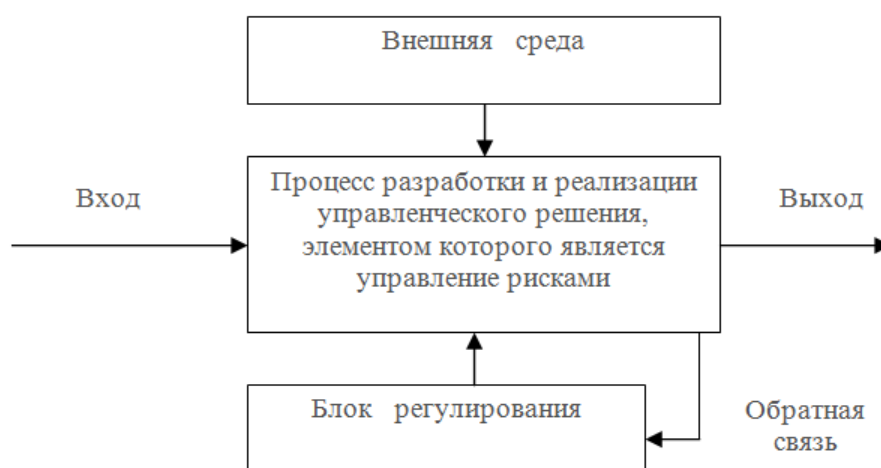 Внешняя среда
Процесс разработки и реализации
управленческого решения,
элементом которого является
управление рисками
Вход
Выход
Блок регулирования
Обратная
связь